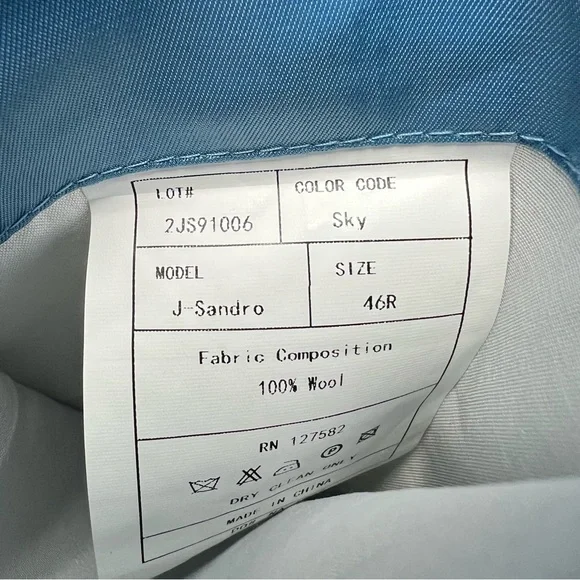 LOT# COLOR CODE
2JS91006 Sky
MODEL SIZE
J-Sandro 46R
Fabric Composition
100% Wool
RN 127582
P
DRY CLEAN ONLY
MADE IN CHINA